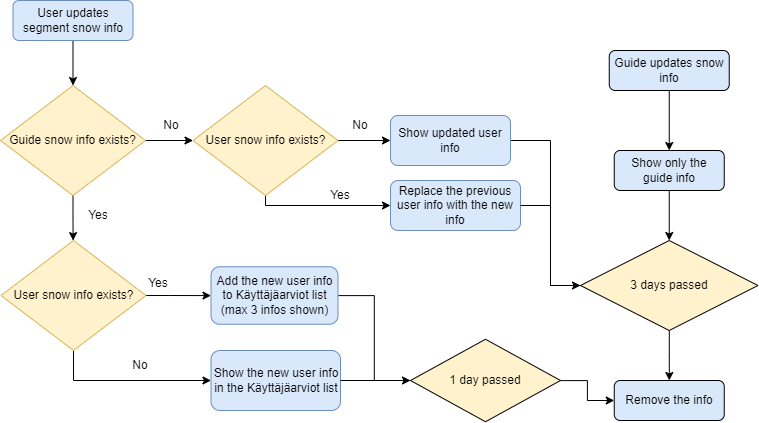 User updates
segment snow info
Guide snow info exists?
No
User snow info exists?
No
Show updated user
info
Yes
Replace the previous
user info with the new
info
Guide updates snow
info
Show only the
guide info
3 days passed
Yes
User snow info exists?
Yes
Add the new user info
to Käyttäjäarviot list
(max 3 infos shown)
No
Show the new user info
in the Käyttäjäarviot list
1 day passed
Remove the info